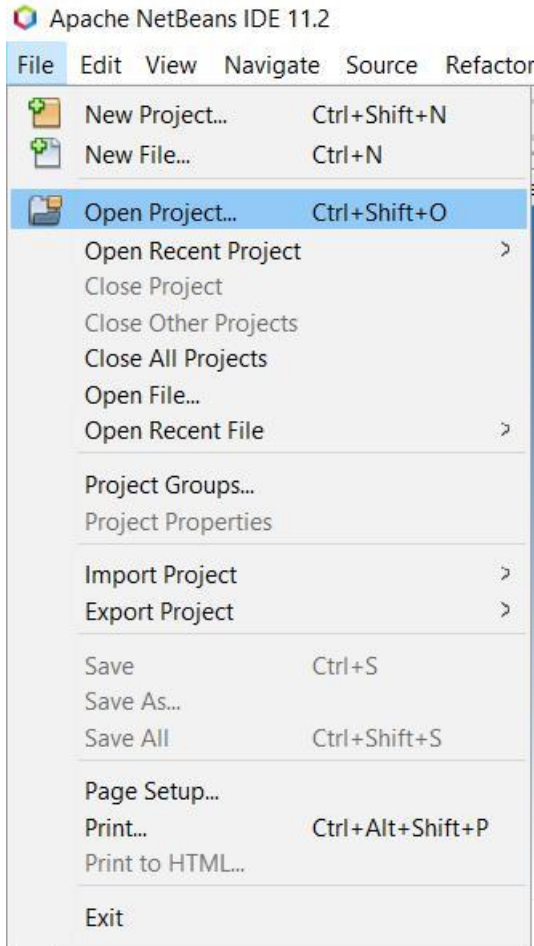 Apache NetBeans IDE 11.2
File Edit View Navigate Source Refactor
New Project... Ctrl+Shift+N
New File... Ctrl+N
Open Project... Ctrl+Shift+O
Open Recent Project
Close Project
Close Other Projects
Close All Projects
Open File...
Open Recent File
Project Groups...
Project Properties
Import Project
Export Project
Save Ctrl+S
Save As...
Save All Ctrl+Shift+S
Page Setup...
Print... Ctrl+Alt+Shift+P
Print to HTML...
Exit